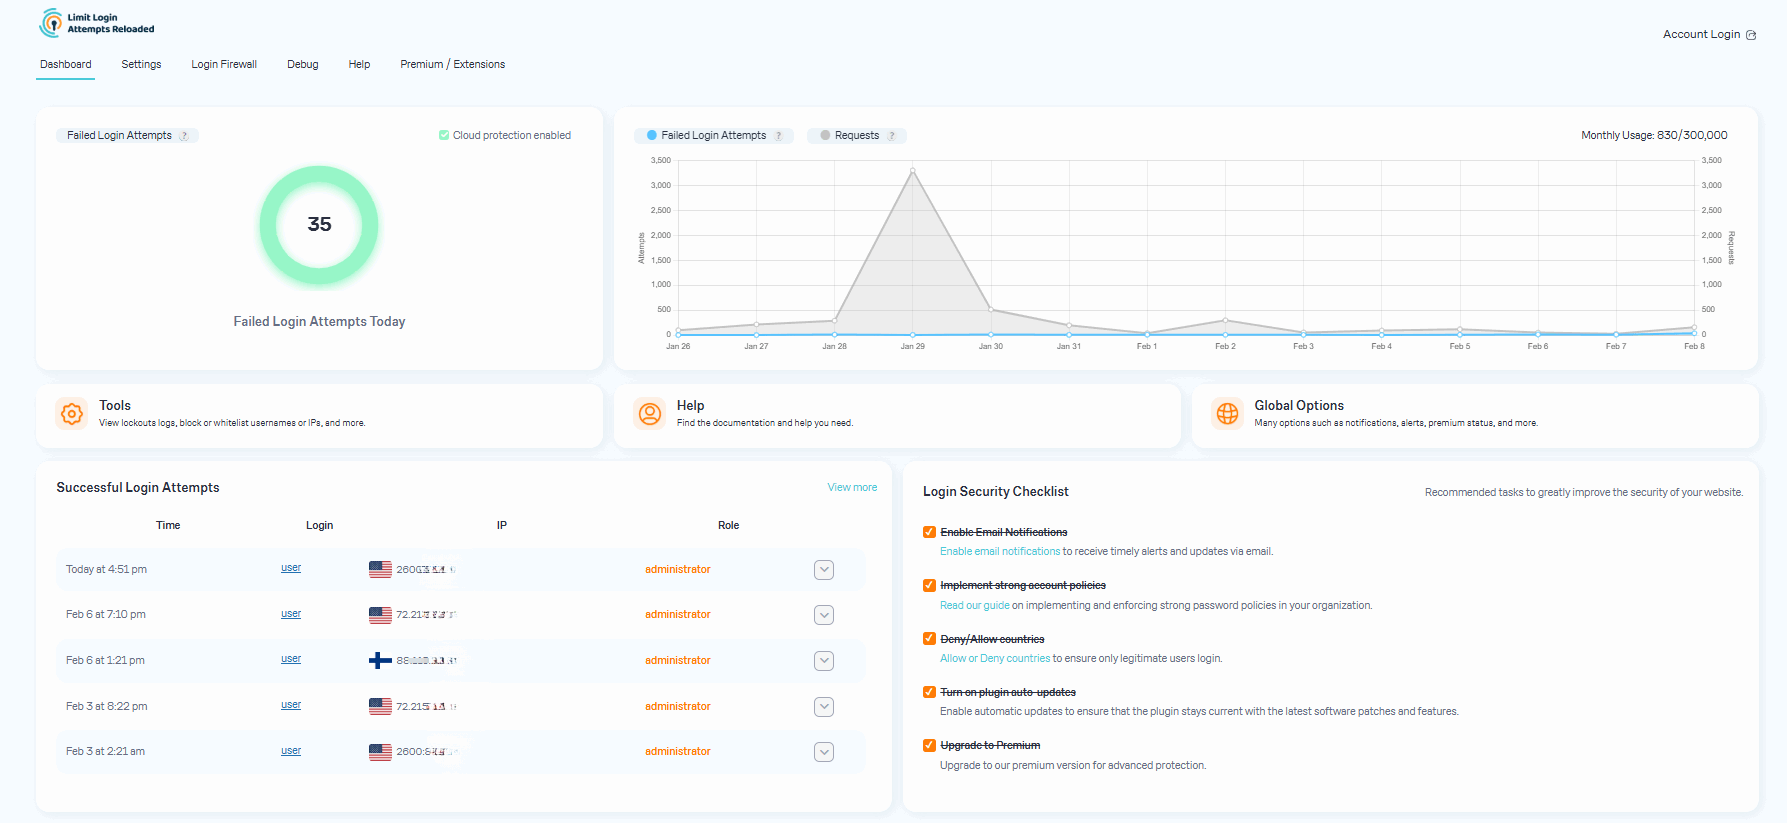 Limit Login
Attempts Reloaded
Account Login
Dashboard Settings Login Firewall Debug Help Premium / Extensions
Failed Login Attempts ?
Cloud protection enabled
35
Failed Login Attempts Today
Failed Login Attempts ? Requests ?
Monthly Usage: 830/300,000
3,500 3,500
3,000 3,000
2,500 2,500
2,000 2,000
1,500 1,500
1,000 1,000
500 500
0 0
Attempts
Requests
Jan 26 Jan 27 Jan 28 Jan 29 Jan 30 Jan 31 Feb 1 Feb 2 Feb 3 Feb 4 Feb 5 Feb 6 Feb 7 Feb 8
Tools
View lockouts logs, block or whitelist usernames or IPs, and more.
Help
Find the documentation and help you need.
Global Options
Many options such as notifications, alerts, premium status, and more.
Successful Login Attempts View more
Time Login IP Role
Today at 4:51 pm user administrator
Feb 6 at 7:10 pm user administrator
Feb 6 at 1:21 pm user administrator
Feb 3 at 8:22 pm user administrator
Feb 3 at 2:21 am user administrator
Login Security Checklist
Recommended tasks to greatly improve the security of your website.
Enable Email Notifications
Enable email notifications to receive timely alerts and updates via email.
Implement strong account policies
Read our guide on implementing and enforcing strong password policies in your organization.
Deny/Allow countries
Allow or Deny countries to ensure only legitimate users login.
Turn on plugin auto-updates
Enable automatic updates to ensure that the plugin stays current with the latest software patches and features.
Upgrade to Premium
Upgrade to our premium version for advanced protection.